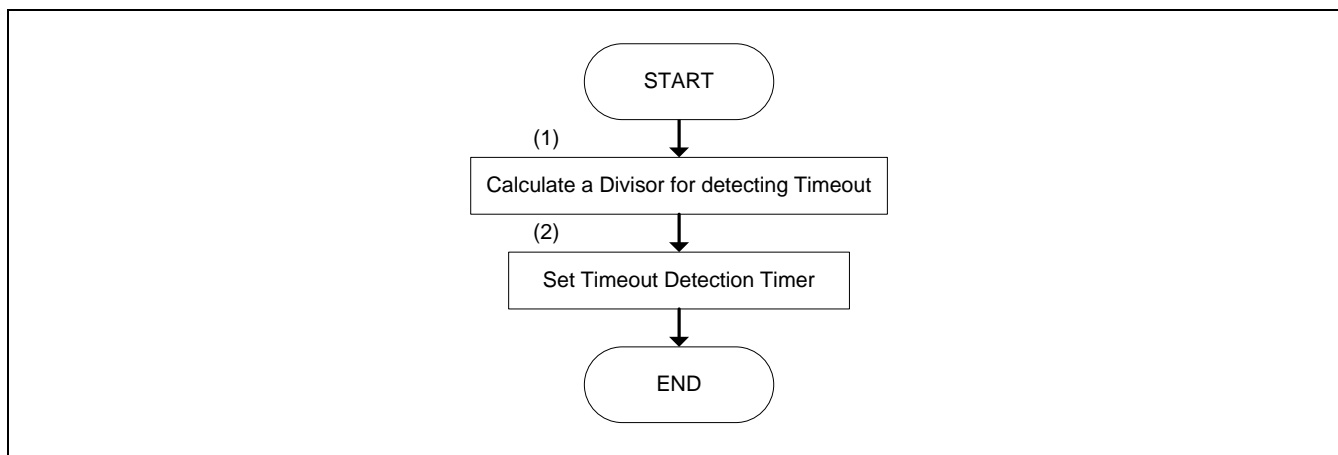 START
(1)
Calculate a Divisor for detecting Timeout
(2)
Set Timeout Detection Timer
END